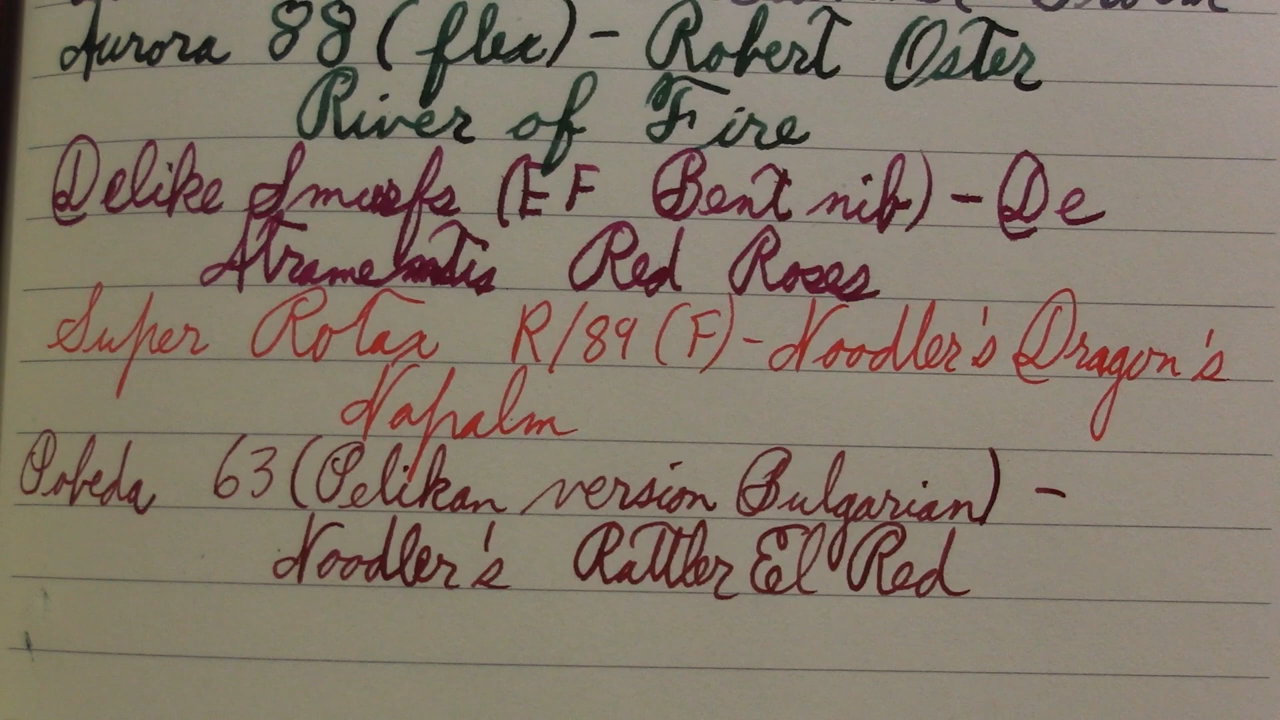 Aurora 88 (flex) - Robert Oster
River of Fire
Delike Smurfs (EF Bent nib) - De
Atramentis Red Roses
Super Rotax R/89 (F) - Noodler's Dragon's
Napalm
Pobeda 63 (Pelikan version Bulgarian) -
Noodler's Rattler El Red